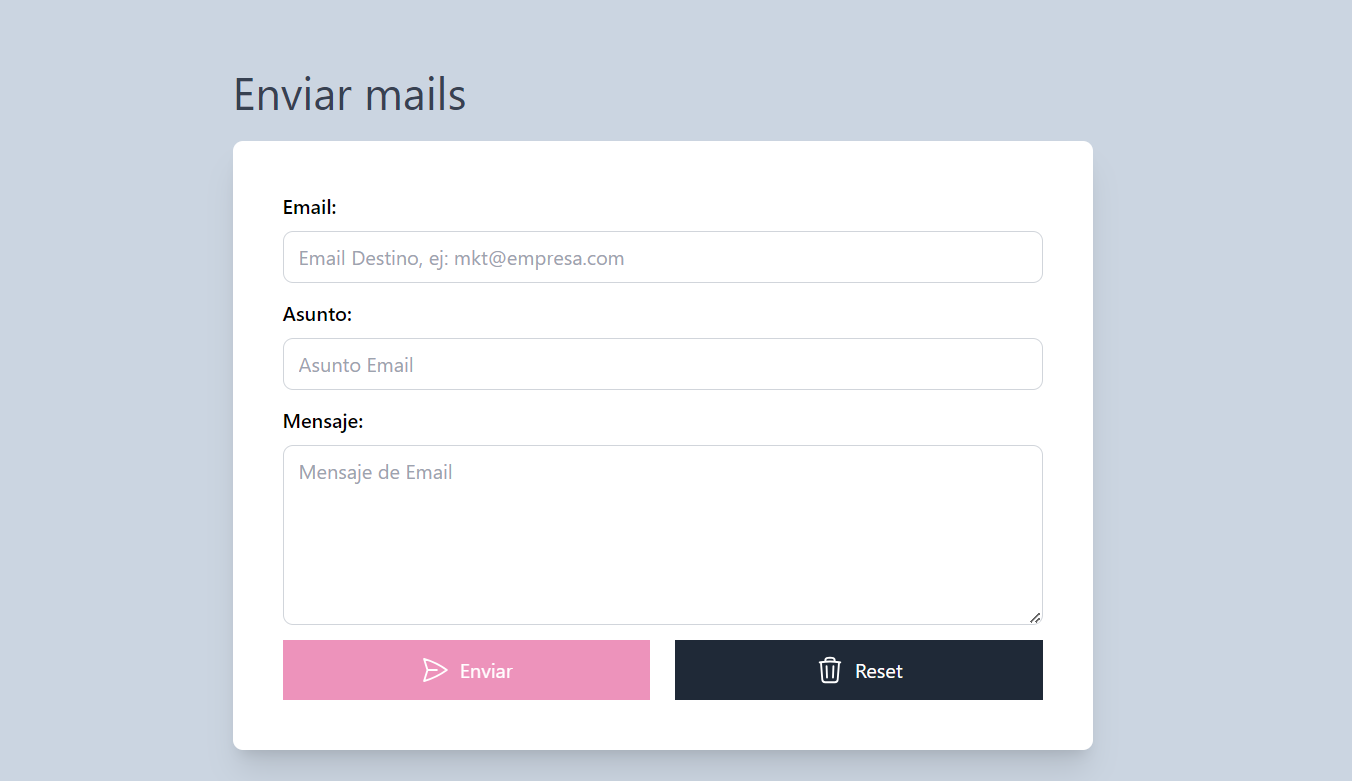 Enviar mails
Email:
Email Destino, ej: mkt@empresa.com
Asunto:
Asunto Email
Mensaje:
Mensaje de Email
Enviar
Reset